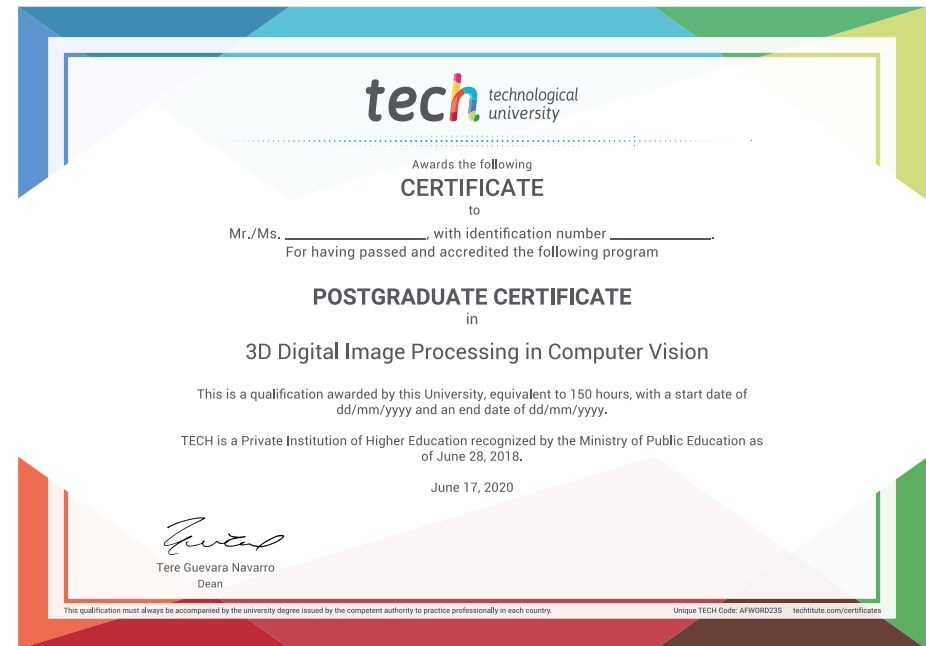 tech technological
university
Awards the following
CERTIFICATE
to
Mr./Ms. ____________________, with identification number ______________.
For having passed and accredited the following program
POSTGRADUATE CERTIFICATE
in
3D Digital Image Processing in Computer Vision
This is a qualification awarded by this University, equivalent to 150 hours, with a start date of
dd/mm/yyyy and an end date of dd/mm/yyyy.
TECH is a Private Institution of Higher Education recognized by the Ministry of Public Education as
of June 28, 2018.
June 17, 2020
Tere Guevara Navarro
Dean
This qualification must always be accompanied by the university degree issued by the competent authority to practice professionally in each country. Unique TECH Code: AFWORD23S techtitute.com/certificates